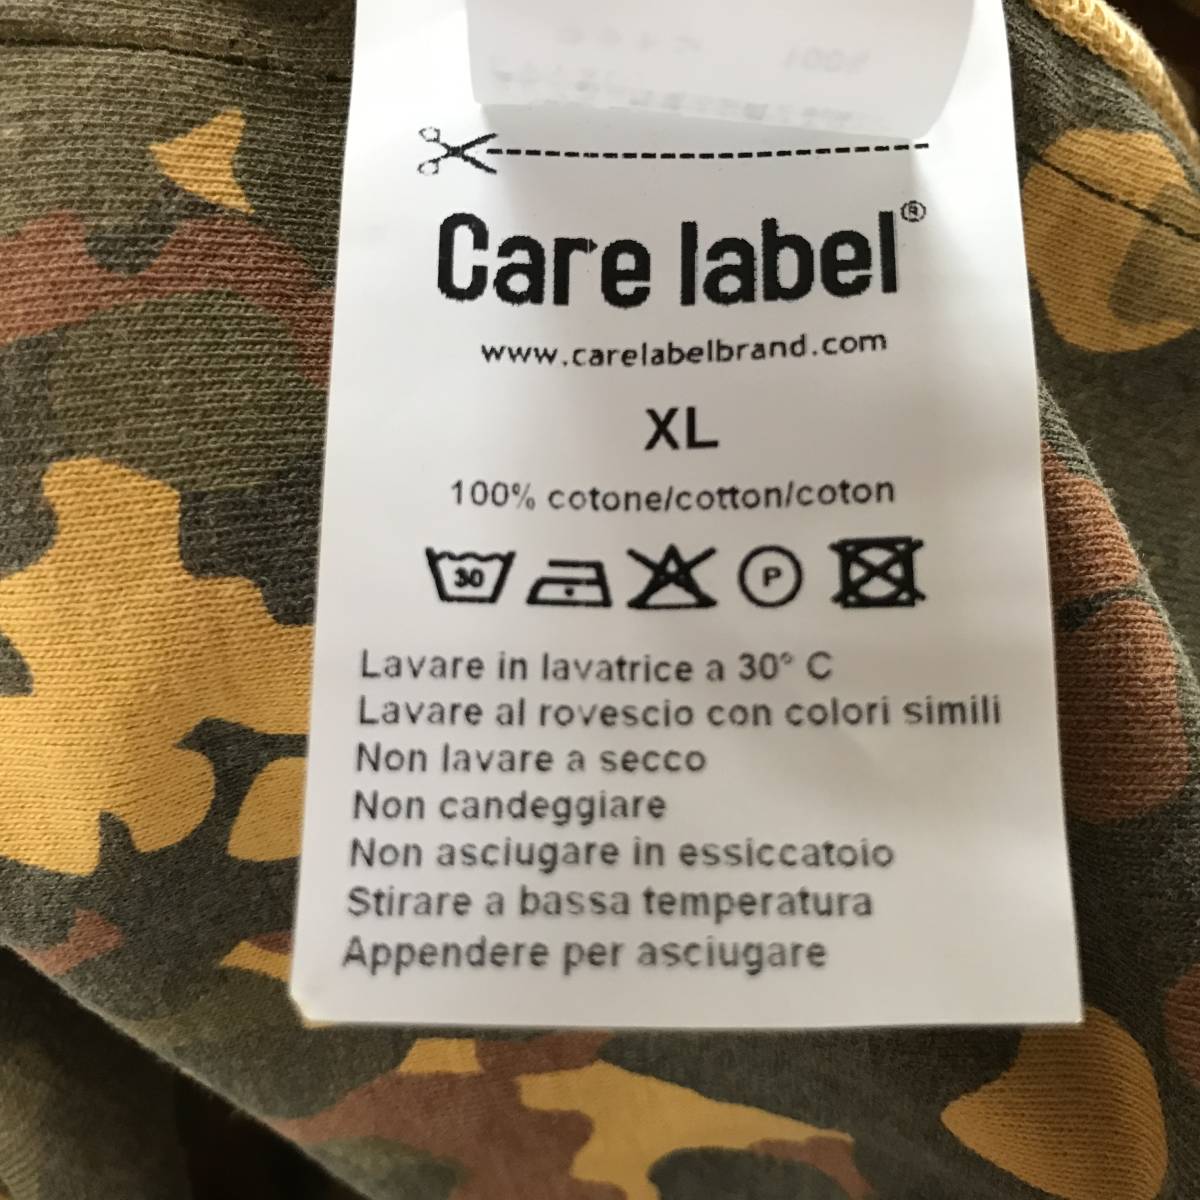 Care label®
www.carelabelbrand.com
XL
100% cotone/cotton/coton
30 P
Lavare in lavatrice a 30° C
Lavare al rovescio con colori simili
Non lavare a secco
Non candeggiare
Non asciugare in essiccatoio
Stirare a bassa temperatura
Appendere per asciugare